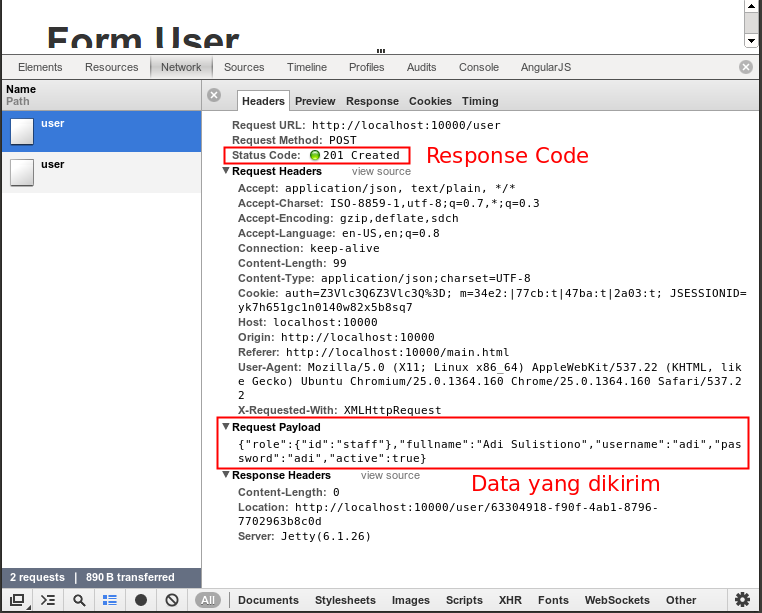 Form User
Elements Resources Network Sources Timeline Profiles Audits Console AngularJS
Name
Path
user
user
Headers Preview Response Cookies Timing
Request URL: http://localhost:10000/user
Request Method: POST
Status Code: 201 Created
Response Code
Request Headers view source
Accept: application/json, text/plain, */*
Accept-Charset: ISO-8859-1,utf-8;q=0.7,*;q=0.3
Accept-Encoding: gzip,deflate,sdch
Accept-Language: en-US,en;q=0.8
Connection: keep-alive
Content-Length: 99
Content-Type: application/json;charset=UTF-8
Cookie: auth=Z3Vlc3Q6Z3Vlc3Q%3D; m=34e2:|77cb:t|47ba:t|2a03:t; JSESSIONID=
yk7h651gc1n0140w82x5b8sq7
Host: localhost:10000
Origin: http://localhost:10000
Referer: http://localhost:10000/main.html
User-Agent: Mozilla/5.0 (X11; Linux x86_64) AppleWebKit/537.22 (KHTML, lik
e Gecko) Ubuntu Chromium/25.0.1364.160 Chrome/25.0.1364.160 Safari/537.2
2
X-Requested-With: XMLHttpRequest
Request Payload
{"role":{"id":"staff"},"fullname":"Adi Sulistiono","username":"adi","pas
sword":"adi","active":true}
Response Headers view source
Data yang dikirim
Content-Length: 0
Location: http://localhost:10000/user/63304918-f90f-4ab1-8796-
7702963b8c0d
Server: Jetty(6.1.26)
2 requests | 890 B transferred
All Documents Stylesheets Images Scripts XHR Fonts WebSockets Other